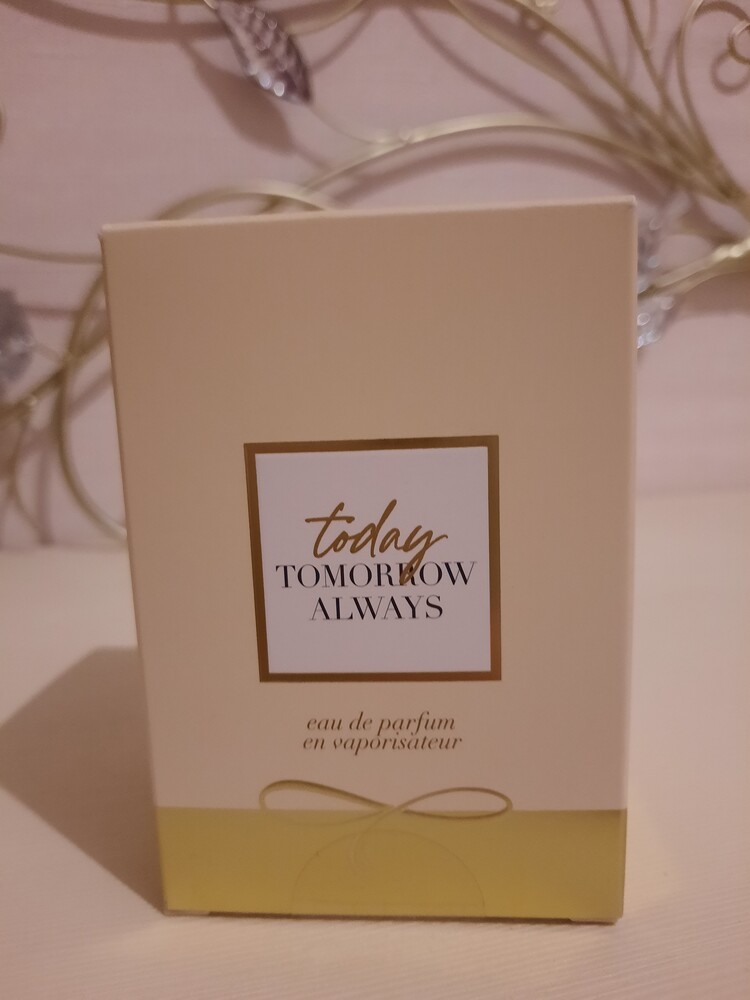 today
TOMORROW
ALWAYS
eau de parfum
en vaporisateur